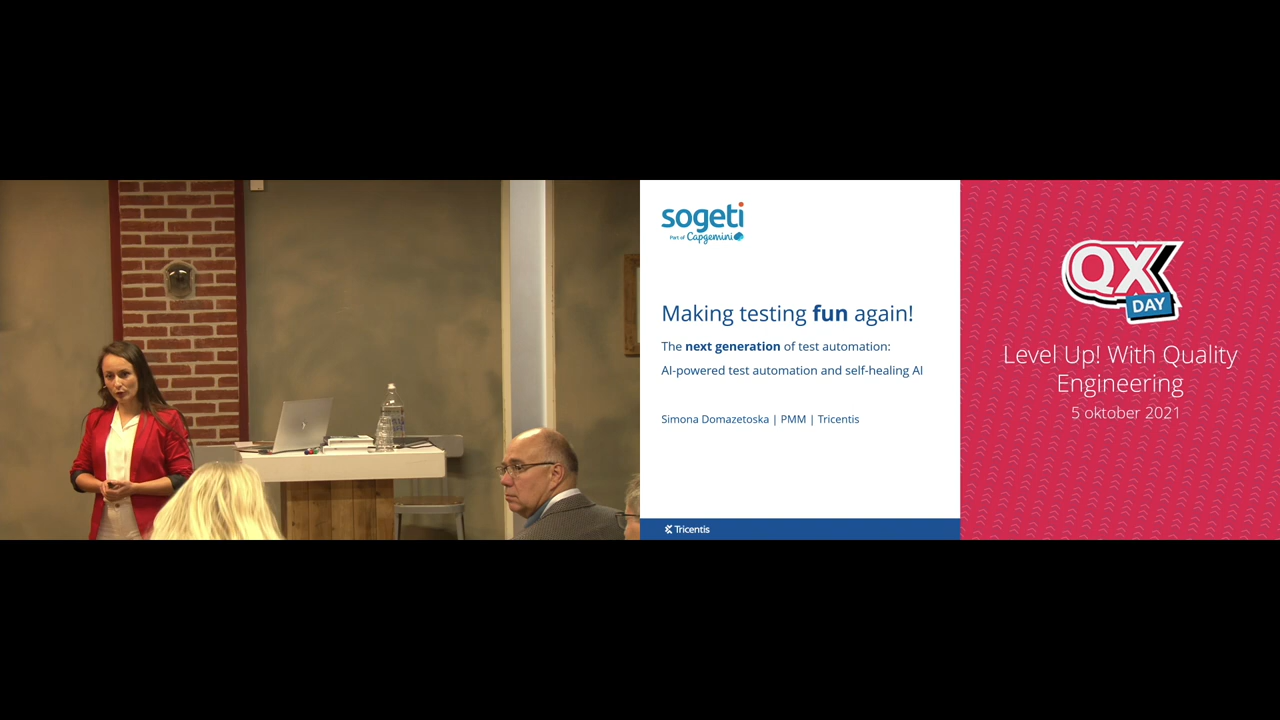 sogeti
Part of Capgemini
Making testing fun again!
The next generation of test automation:
AI-powered test automation and self-healing AI
Simona Domazetoska | PMM | Tricentis
Tricentis
QX
DAY
Level Up! With Quality
Engineering
5 oktober 2021